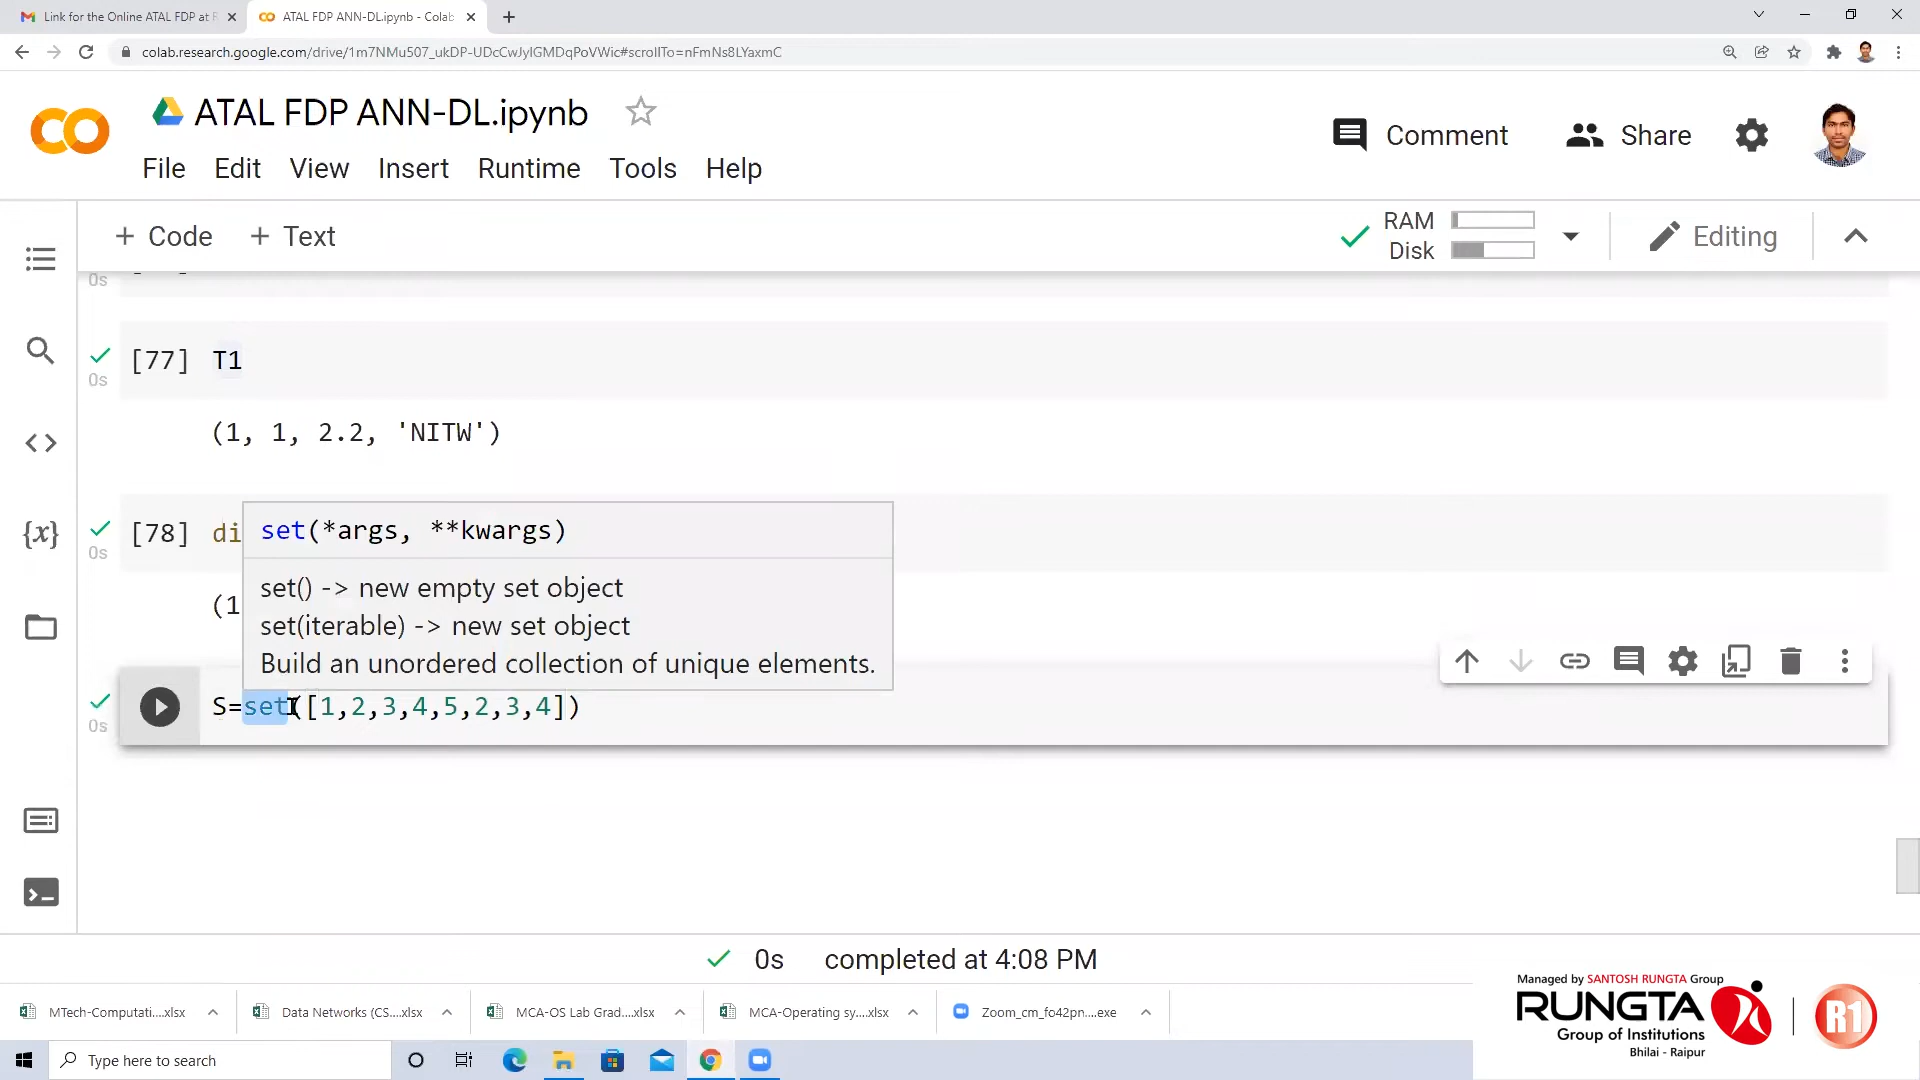 Link for the Online ATAL FDP at R
ATAL FDP ANN-DL.ipynb - Colab
colab.research.google.com/drive/1m7NMu507_ukDP-UDcCwJyIGMDqPoVWic#scrollTo=nFmNs8LYaxmC
ATAL FDP ANN-DL.ipynb
Comment
Share
File Edit View Insert Runtime Tools Help
+ Code + Text
RAM
Disk
Editing
0s
[77] T1
0s
(1, 1, 2.2, 'NITW')
set(*args, **kwargs)
[78] di
0s
set() -> new empty set object
(1
set(iterable) -> new set object
Build an unordered collection of unique elements.
S=set([1,2,3,4,5,2,3,4])
0s
0s completed at 4:08 PM
MTech-Computati....xlsx
Data Networks (CS....xlsx
MCA-OS Lab Grad....xlsx
MCA-Operating sy....xlsx
Zoom_cm_fo42pn....exe
Managed by SANTOSH RUNGTA Group
RUNGTA
Group of Institutions
Bhilai - Raipur
R1
Type here to search